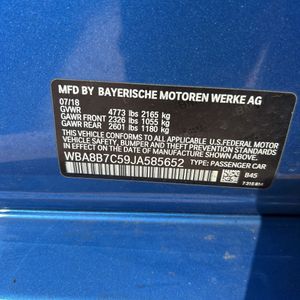 MFD BY BAYERISCHE MOTOREN WERKE AG
07/18
GVWR 4773 lbs 2165 kg
GAWR FRONT 2326 lbs 1055 kg
GAWR REAR 2601 lbs 1180 kg
THIS VEHICLE CONFORMS TO ALL APPLICABLE U.S. FEDERAL MOTOR
VEHICLE SAFETY, BUMPER, AND THEFT PREVENTION STANDARDS
IN EFFECT ON THE DATE OF MANUFACTURE SHOWN ABOVE.
WBA8B7C59JA585652 TYPE: PASSENGER CAR
B45